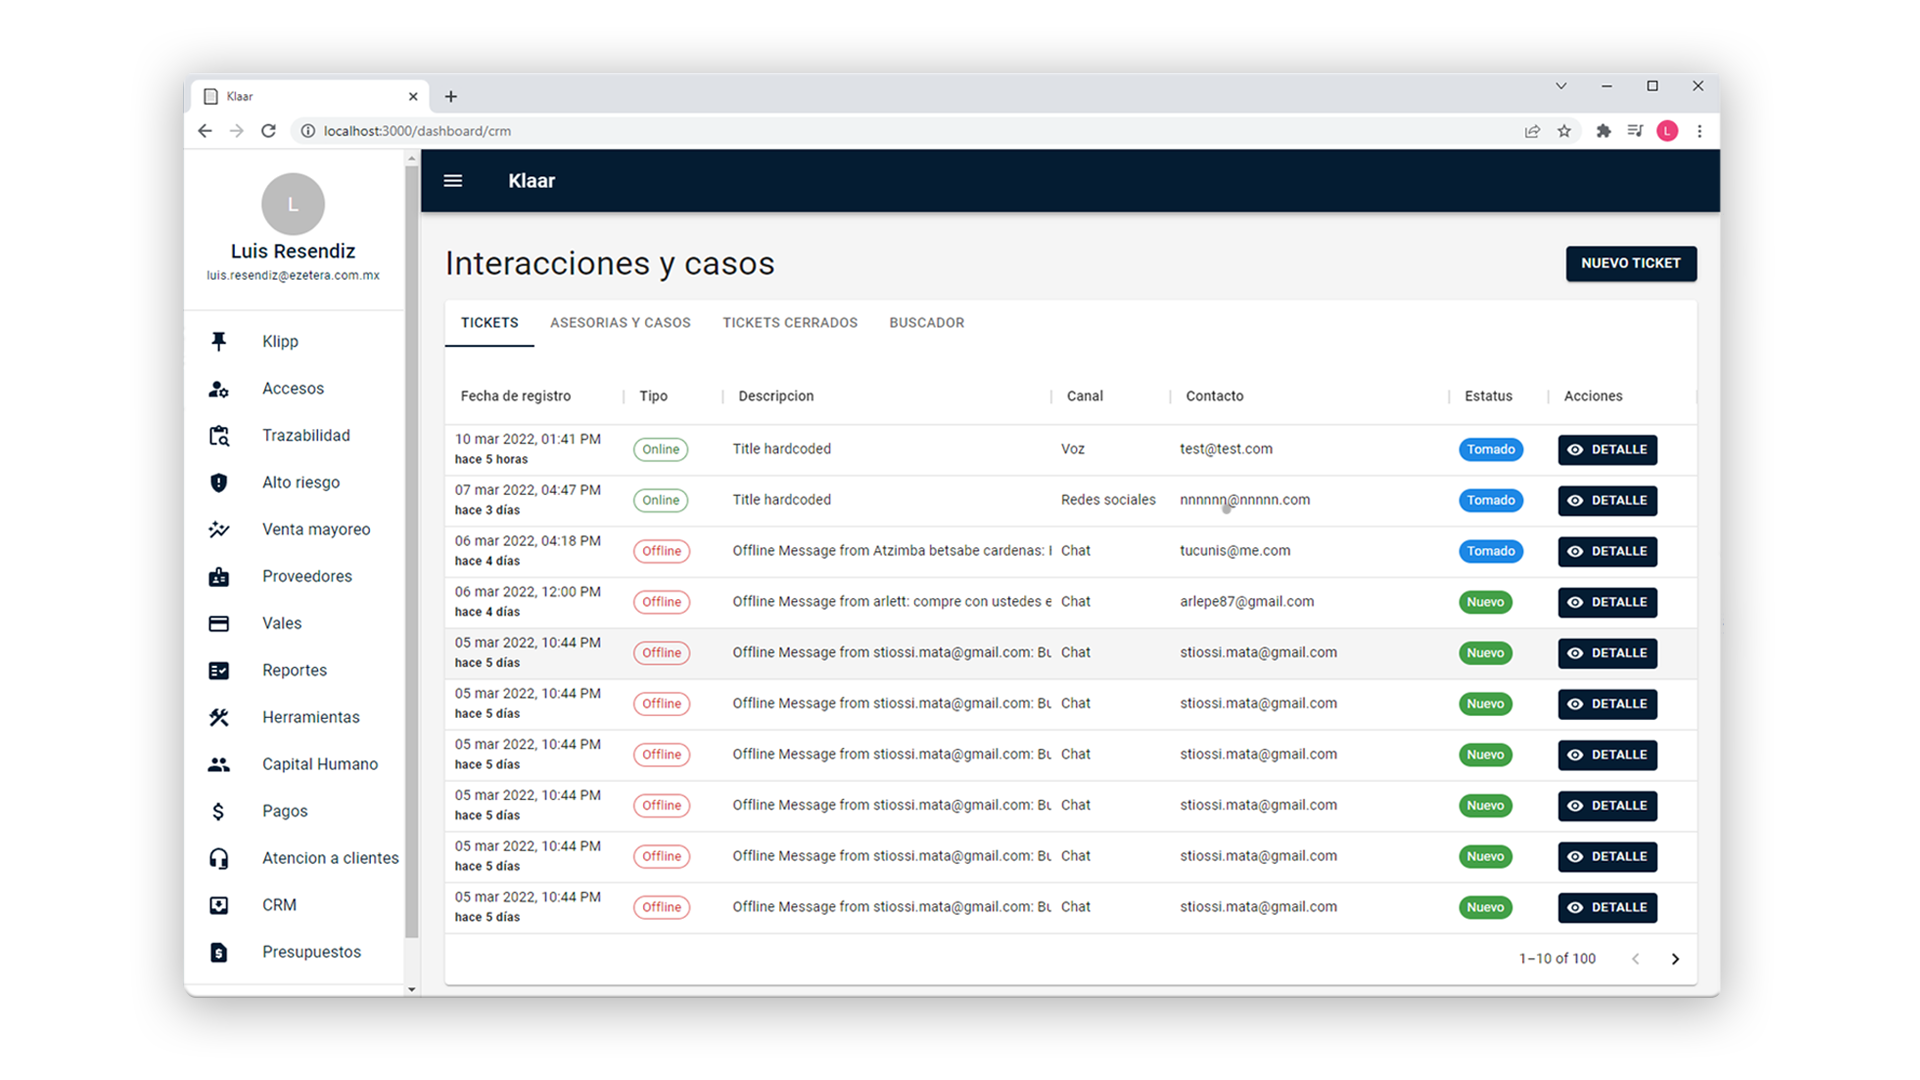 Klaar
localhost:3000/dashboard/crm
L
L
Luis Resendiz
luis.resendiz@ezetera.com.mx
Klipp
Accesos
Trazabilidad
Alto riesgo
Venta mayoreo
Proveedores
Vales
Reportes
Herramientas
Capital Humano
Pagos
Atencion a clientes
CRM
Presupuestos
Klaar
Interacciones y casos
NUEVO TICKET
TICKETS ASESORIAS Y CASOS TICKETS CERRADOS BUSCADOR
Fecha de registro Tipo Descripcion Canal Contacto Estatus Acciones
10 mar 2022, 01:41 PM
hace 5 horas
Online Title hardcoded Voz test@test.com Tomado DETALLE
07 mar 2022, 04:47 PM
hace 3 días
Online Title hardcoded Redes sociales nnnnnn@nnnnn.com Tomado DETALLE
06 mar 2022, 04:18 PM
hace 4 días
Offline Offline Message from Atzimba betsabe cardenas: Chat tucunis@me.com Tomado DETALLE
06 mar 2022, 12:00 PM
hace 4 días
Offline Offline Message from arlett: compre con ustedes e Chat arlepe87@gmail.com Nuevo DETALLE
05 mar 2022, 10:44 PM
hace 5 días
Offline Offline Message from stiossi.mata@gmail.com: Bu Chat stiossi.mata@gmail.com Nuevo DETALLE
05 mar 2022, 10:44 PM
hace 5 días
Offline Offline Message from stiossi.mata@gmail.com: Bu Chat stiossi.mata@gmail.com Nuevo DETALLE
05 mar 2022, 10:44 PM
hace 5 días
Offline Offline Message from stiossi.mata@gmail.com: Bu Chat stiossi.mata@gmail.com Nuevo DETALLE
05 mar 2022, 10:44 PM
hace 5 días
Offline Offline Message from stiossi.mata@gmail.com: Bu Chat stiossi.mata@gmail.com Nuevo DETALLE
05 mar 2022, 10:44 PM
hace 5 días
Offline Offline Message from stiossi.mata@gmail.com: Bu Chat stiossi.mata@gmail.com Nuevo DETALLE
05 mar 2022, 10:44 PM
hace 5 días
Offline Offline Message from stiossi.mata@gmail.com: Bu Chat stiossi.mata@gmail.com Nuevo DETALLE
1–10 of 100